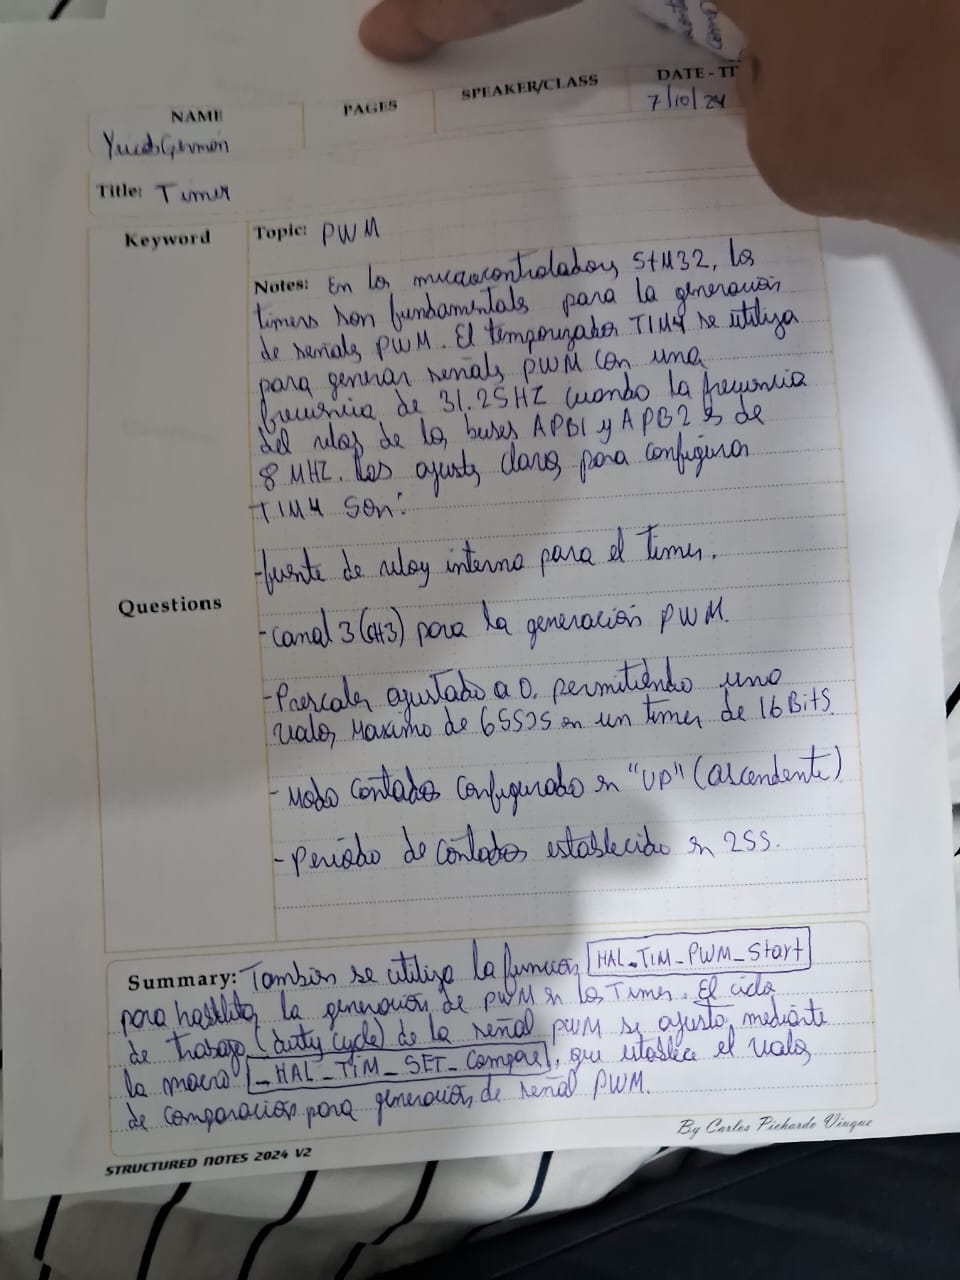 NAME
PAGES
SPEAKER/CLASS
DATE - TI
7/10/24
Title: Timer
Keyword
Topic: PWM
Notes: En los microcontroladores STM32, los
timers son fundamentales para la generación
de señales PWM. El temporizador TIM4 se utiliza
para generar señales PWM con una
frecuencia de 31.25HZ cuando la frecuencia
del reloj de los buses APB1 y APB2 es de
8 MHZ. Los ajustes claves para configurar
TIM4 son:
-fuente de reloj interno para el timer.
Questions
-canal 3 (CH3) para la generación PWM.
-Prescaler ajustado a 0, permitiendo uno
valor maximo de 65535 en un timer de 16 Bits.
- Modo contador configurado en "UP" (ascendente)
- periodo de contador establecido en 255.
Summary: Tambien se utiliza la función HAL_TIM_PWM_Start
para habilitar la generación de PWM en los Timer. El ciclo
de trabajo (duty cycle) de la señal PWM se ajusta mediante
la macro _HAL_TIM_SET_Compare, que establece el valor
de comparación para generación de señal PWM.
By Carlos Pichardo Viuque
STRUCTURED NOTES 2024 V2